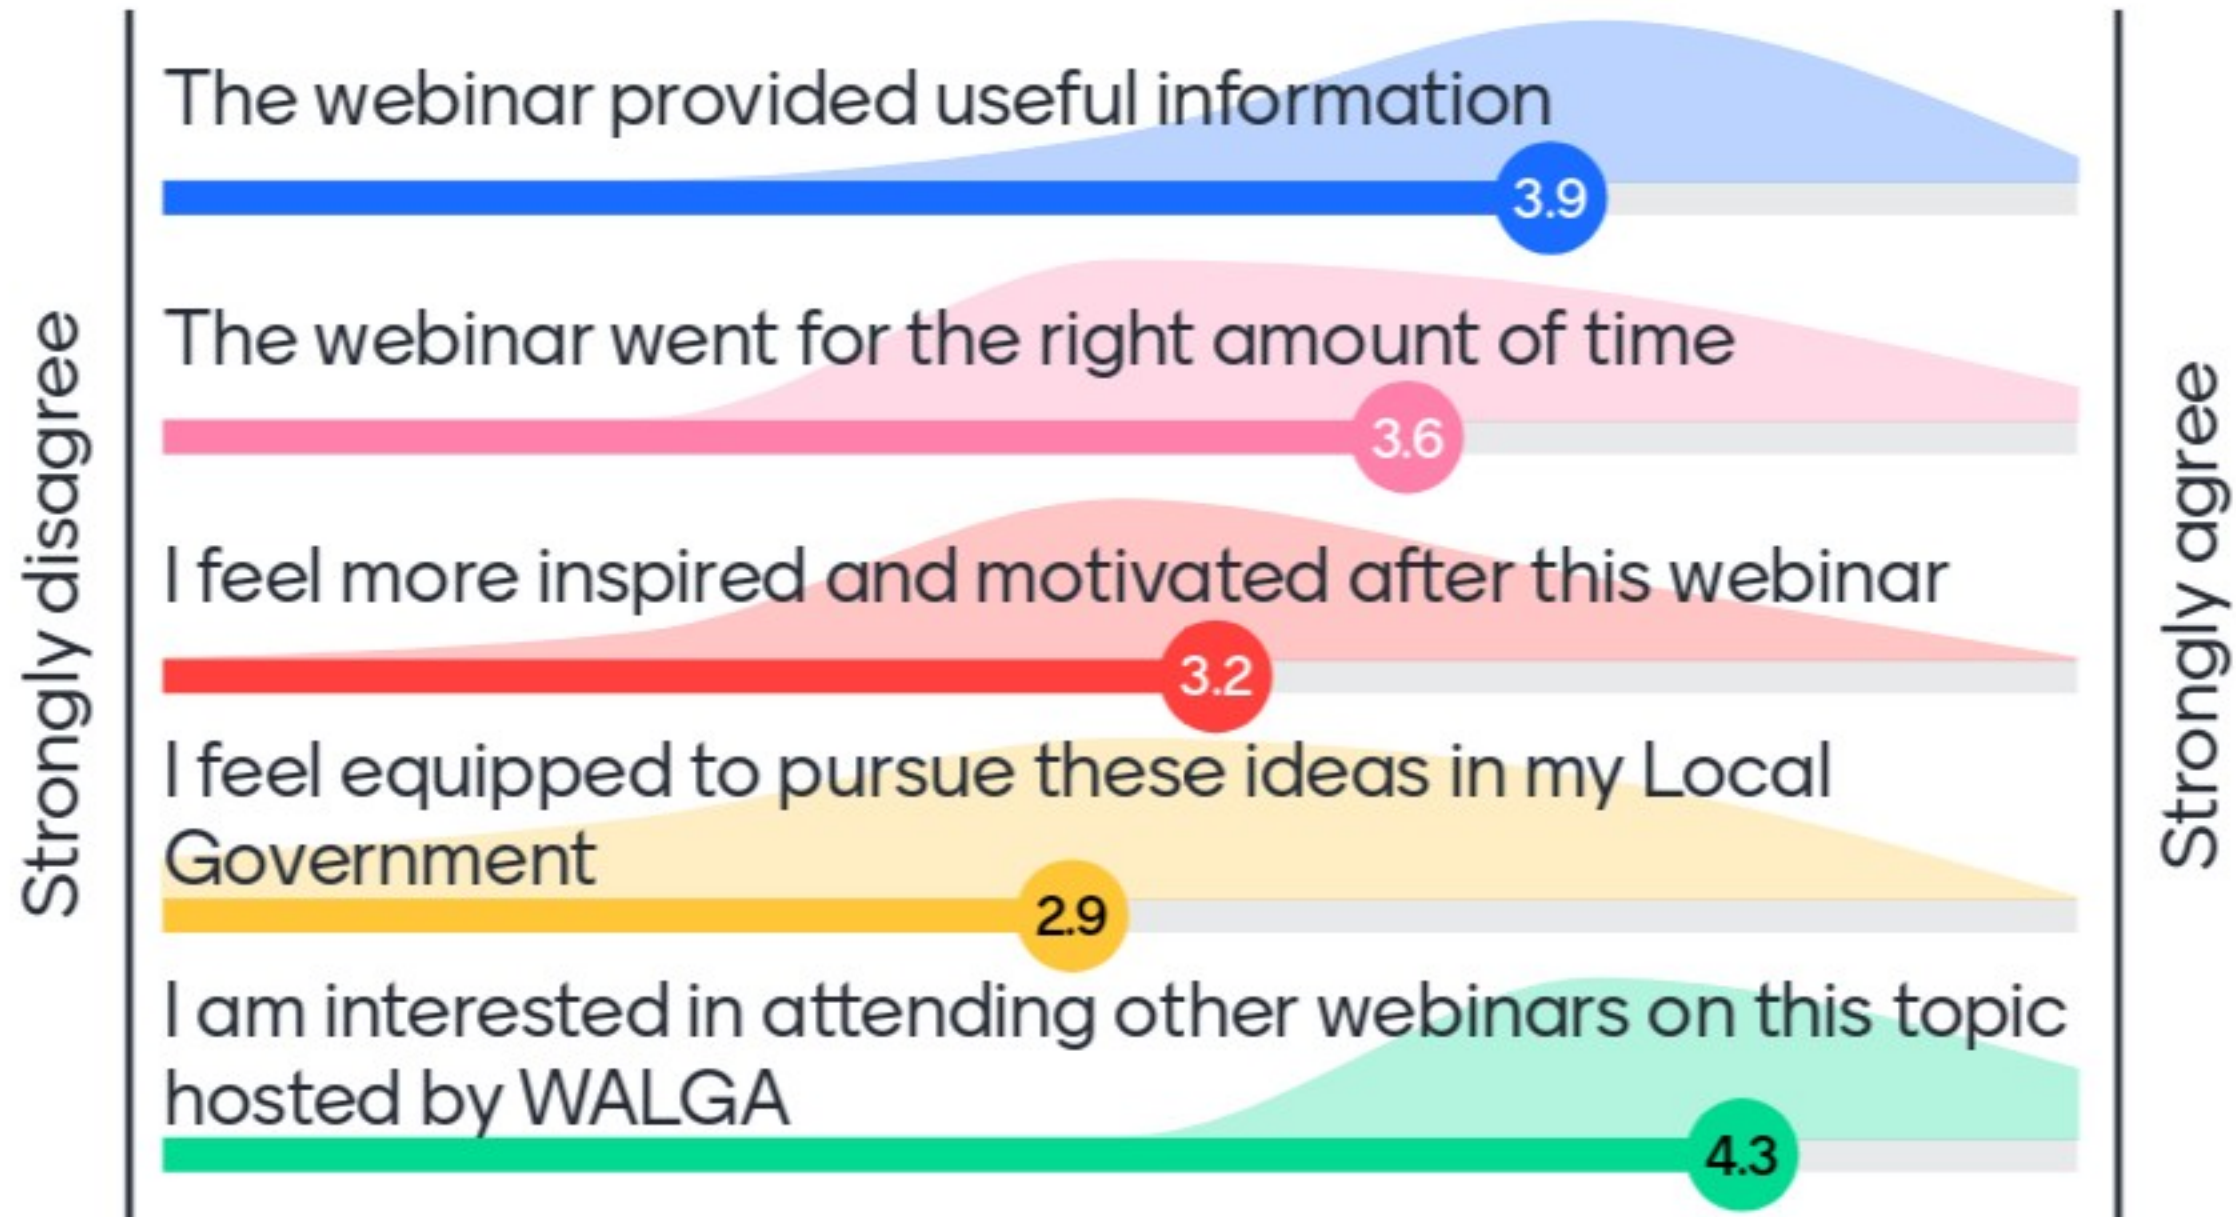 The webinar provided useful information
3.9
The webinar went for the right amount of time
3.6
I feel more inspired and motivated after this webinar
3.2
I feel equipped to pursue these ideas in my Local
Government
2.9
I am interested in attending other webinars on this topic
hosted by WALGA
4.3
Strongly disagree
Strongly agree